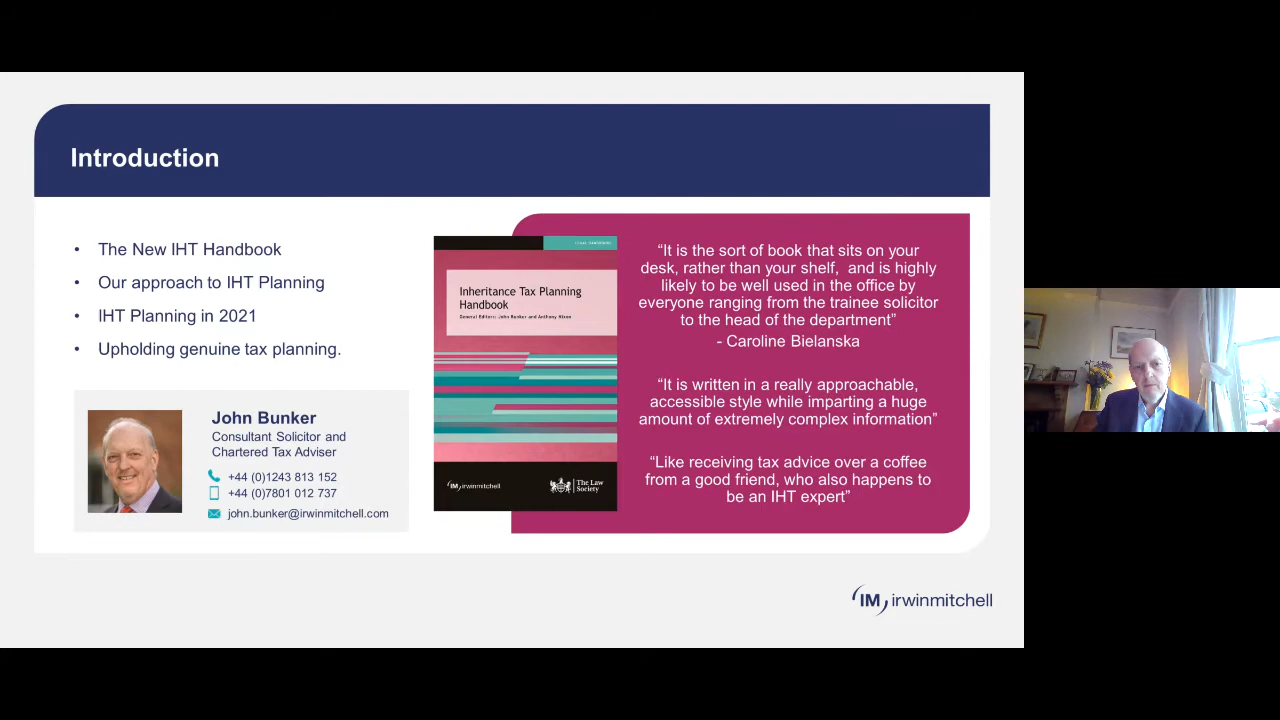 Introduction
• The New IHT Handbook
• Our approach to IHT Planning
• IHT Planning in 2021
• Upholding genuine tax planning.
John Bunker
Consultant Solicitor and
Chartered Tax Adviser
+44 (0)1243 813 152
+44 (0)7801 012 737
john.bunker@irwinmitchell.com
Inheritance Tax Planning
Handbook
General Editors: John Bunker and Anthony Nixon
IM irwinmitchell
The Law
Society
“It is the sort of book that sits on your
desk, rather than your shelf, and is highly
likely to be well used in the office by
everyone ranging from the trainee solicitor
to the head of the department”
- Caroline Bielanska
“It is written in a really approachable,
accessible style while imparting a huge
amount of extremely complex information”
“Like receiving tax advice over a coffee
from a good friend, who also happens to
be an IHT expert”
IM irwinmitchell